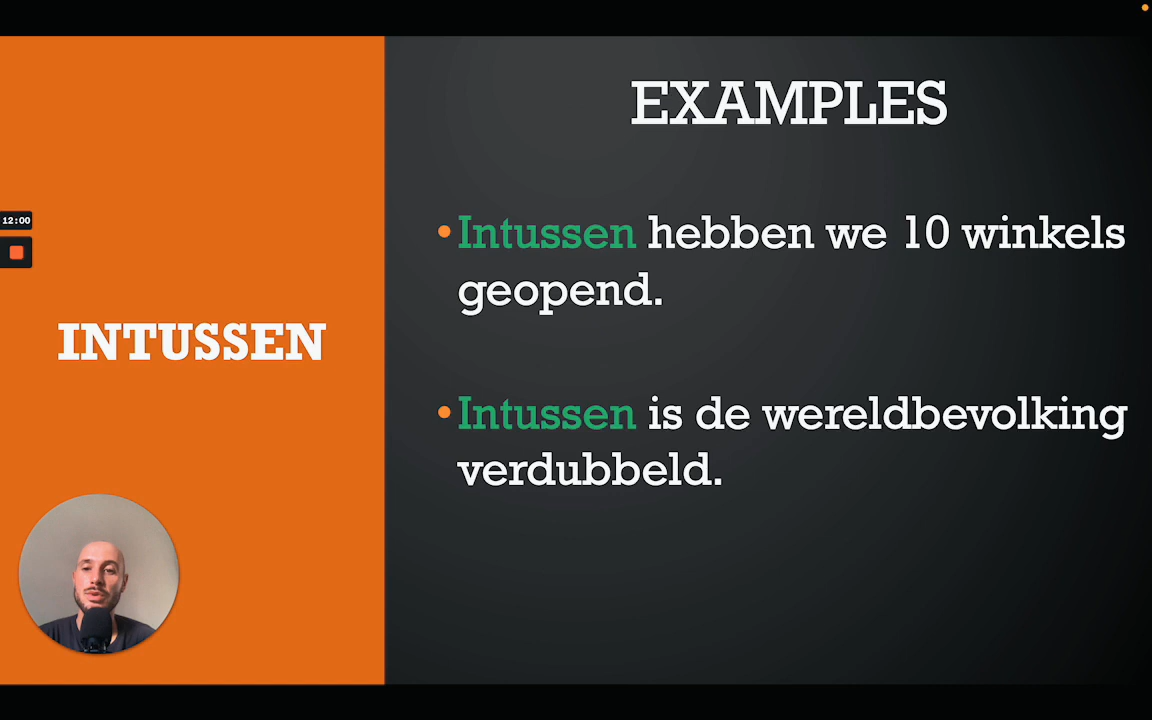 EXAMPLES
Intussen hebben we 10 winkels
geopend.
12:00
INTUSSEN
Intussen is de wereldbevolking
verdubbeld.